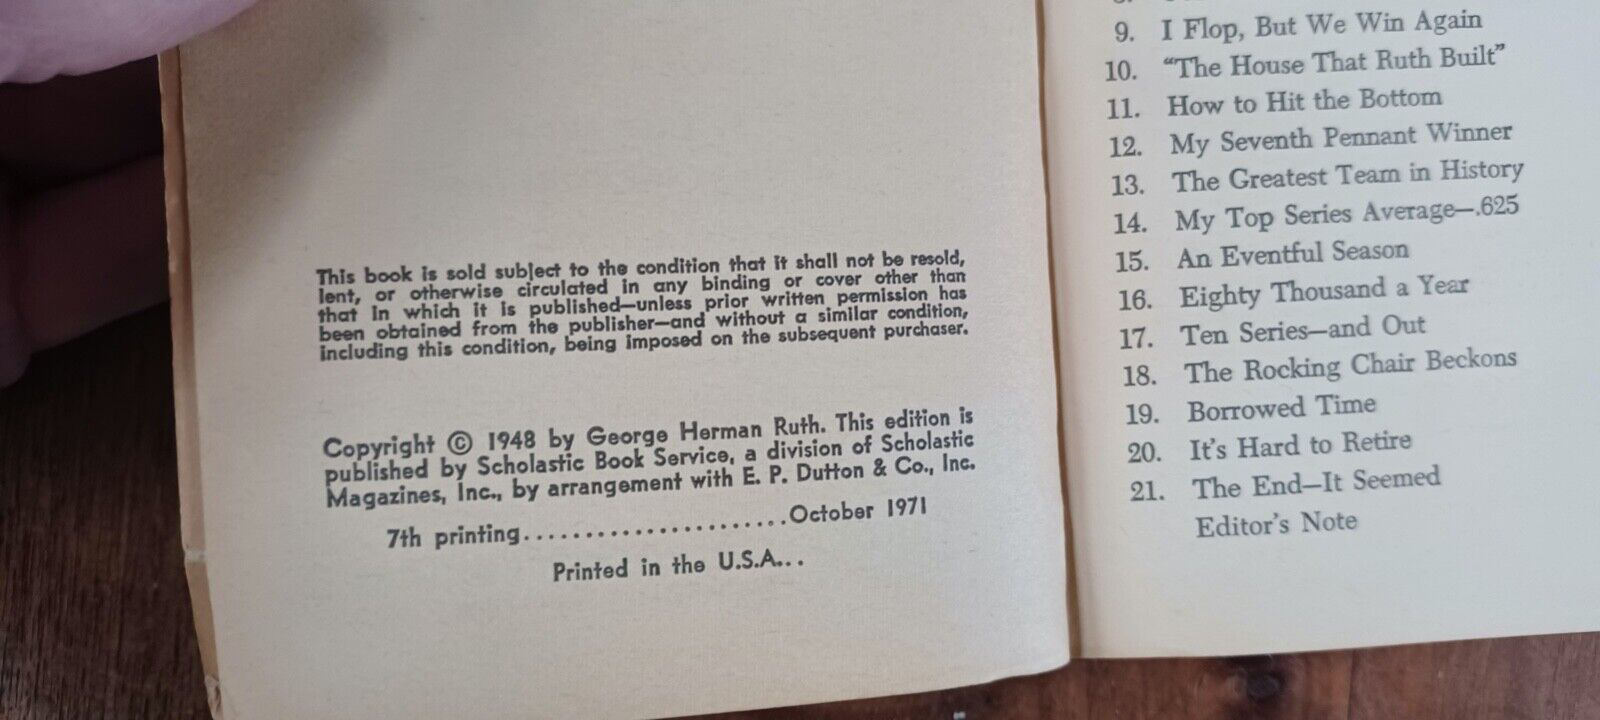 This book is sold subject to the condition that it shall not be resold,
lent, or otherwise circulated in any binding or cover other than
that in which it is published—unless prior written permission has
been obtained from the publisher—and without a similar condition,
including this condition, being imposed on the subsequent purchaser.
Copyright © 1948 by George Herman Ruth. This edition is
published by Scholastic Book Service, a division of Scholastic
Magazines, Inc., by arrangement with E. P. Dutton & Co., Inc.
7th printing.......................October 1971
Printed in the U.S.A...
9. I Flop, But We Win Again
10. “The House That Ruth Built”
11. How to Hit the Bottom
12. My Seventh Pennant Winner
13. The Greatest Team in History
14. My Top Series Average—.625
15. An Eventful Season
16. Eighty Thousand a Year
17. Ten Series—and Out
18. The Rocking Chair Beckons
19. Borrowed Time
20. It's Hard to Retire
21. The End—It Seemed
Editor's Note